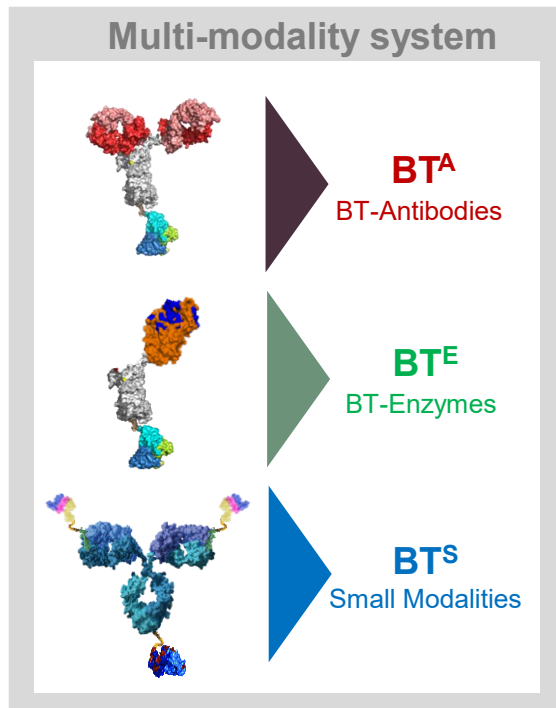 Multi-modality system
BTᴬ
BT-Antibodies
BTᴱ
BT-Enzymes
BTˢ
Small Modalities